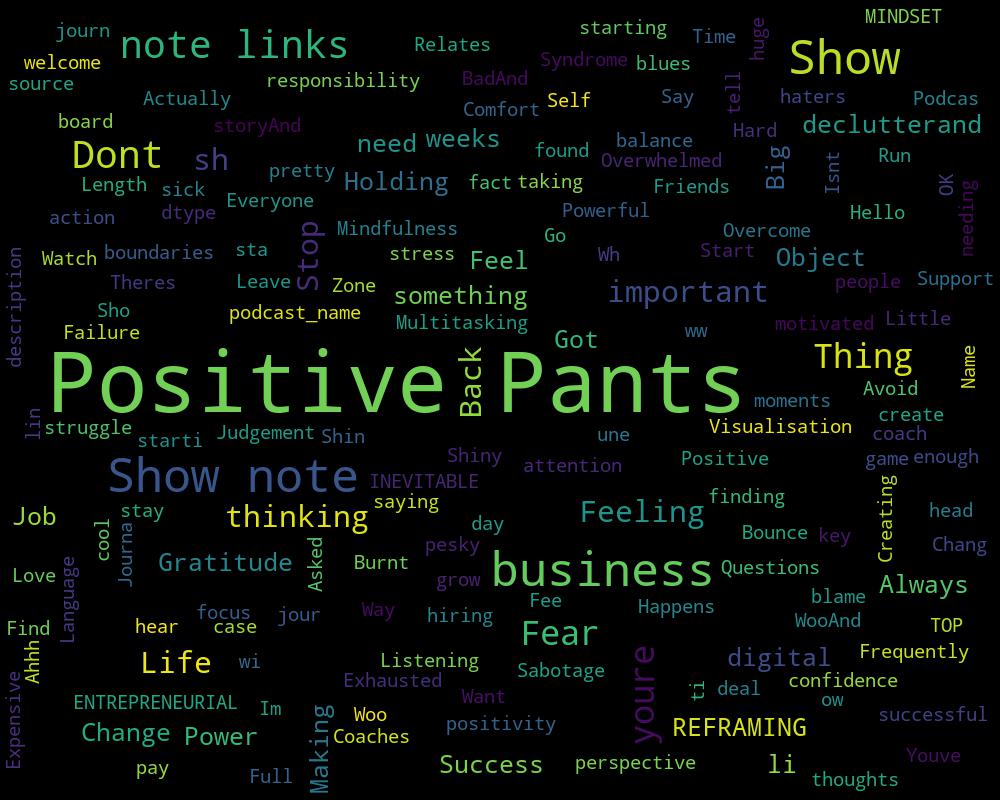 MINDSET
journ
note links
starting
Time
huge
Relates
Show
welcome
Syndrome
blues
source
responsibility
BadAnd
tell
Actually
Self
Say
haters
Podcas
Comfort
board
storyAnd
declutterand
Dont
sh
need
weeks
balance
Hard
found
Overwhelmed
Big
Isnt
Run
pretty
Length
sick
Holding
fact
taking
Friends
OK
needing
Everyone
action
dtype
Powerful
Hello
Mindfulness
Go
Overcome
Stop
description
Watch
boundaries
sta
stress
Feel
Wh
Start
Object
Theres
Leave
Zone
something
important
people
Support
Sho
podcast_name
Multitasking
motivated
Little
Failure
Got
ww
Positive
Back
Pants
Thing
Name
Avoid
moments
lin
create
struggle
starti
Judgement
Shin
une
Visualisation
coach
Shiny
attention
Positive
game
enough
Show note
INEVITABLE
saying
finding
Creating
Job
stay
thinking
day
Feeling
head
cool
Journa
Bounce
key
Chang
pesky
Gratitude
Asked
Burnt
business
Questions
Love
Language
grow
Always
focus
jour
Way
hiring
Fee
Happens
blame
WooAnd
TOP
Find
hear
case
Fear
Ahhh
Life
wi
Listening
Sabotage
youre
digital
Frequently
Expensive
Exhausted
ti
deal
confidence
ENTREPRENEURIAL
Im
Want
ow
Woo
positivity
REFRAMING
successful
Change
Power
Making
Coaches
Youve
pay
Full
Success
perspective
li
thoughts